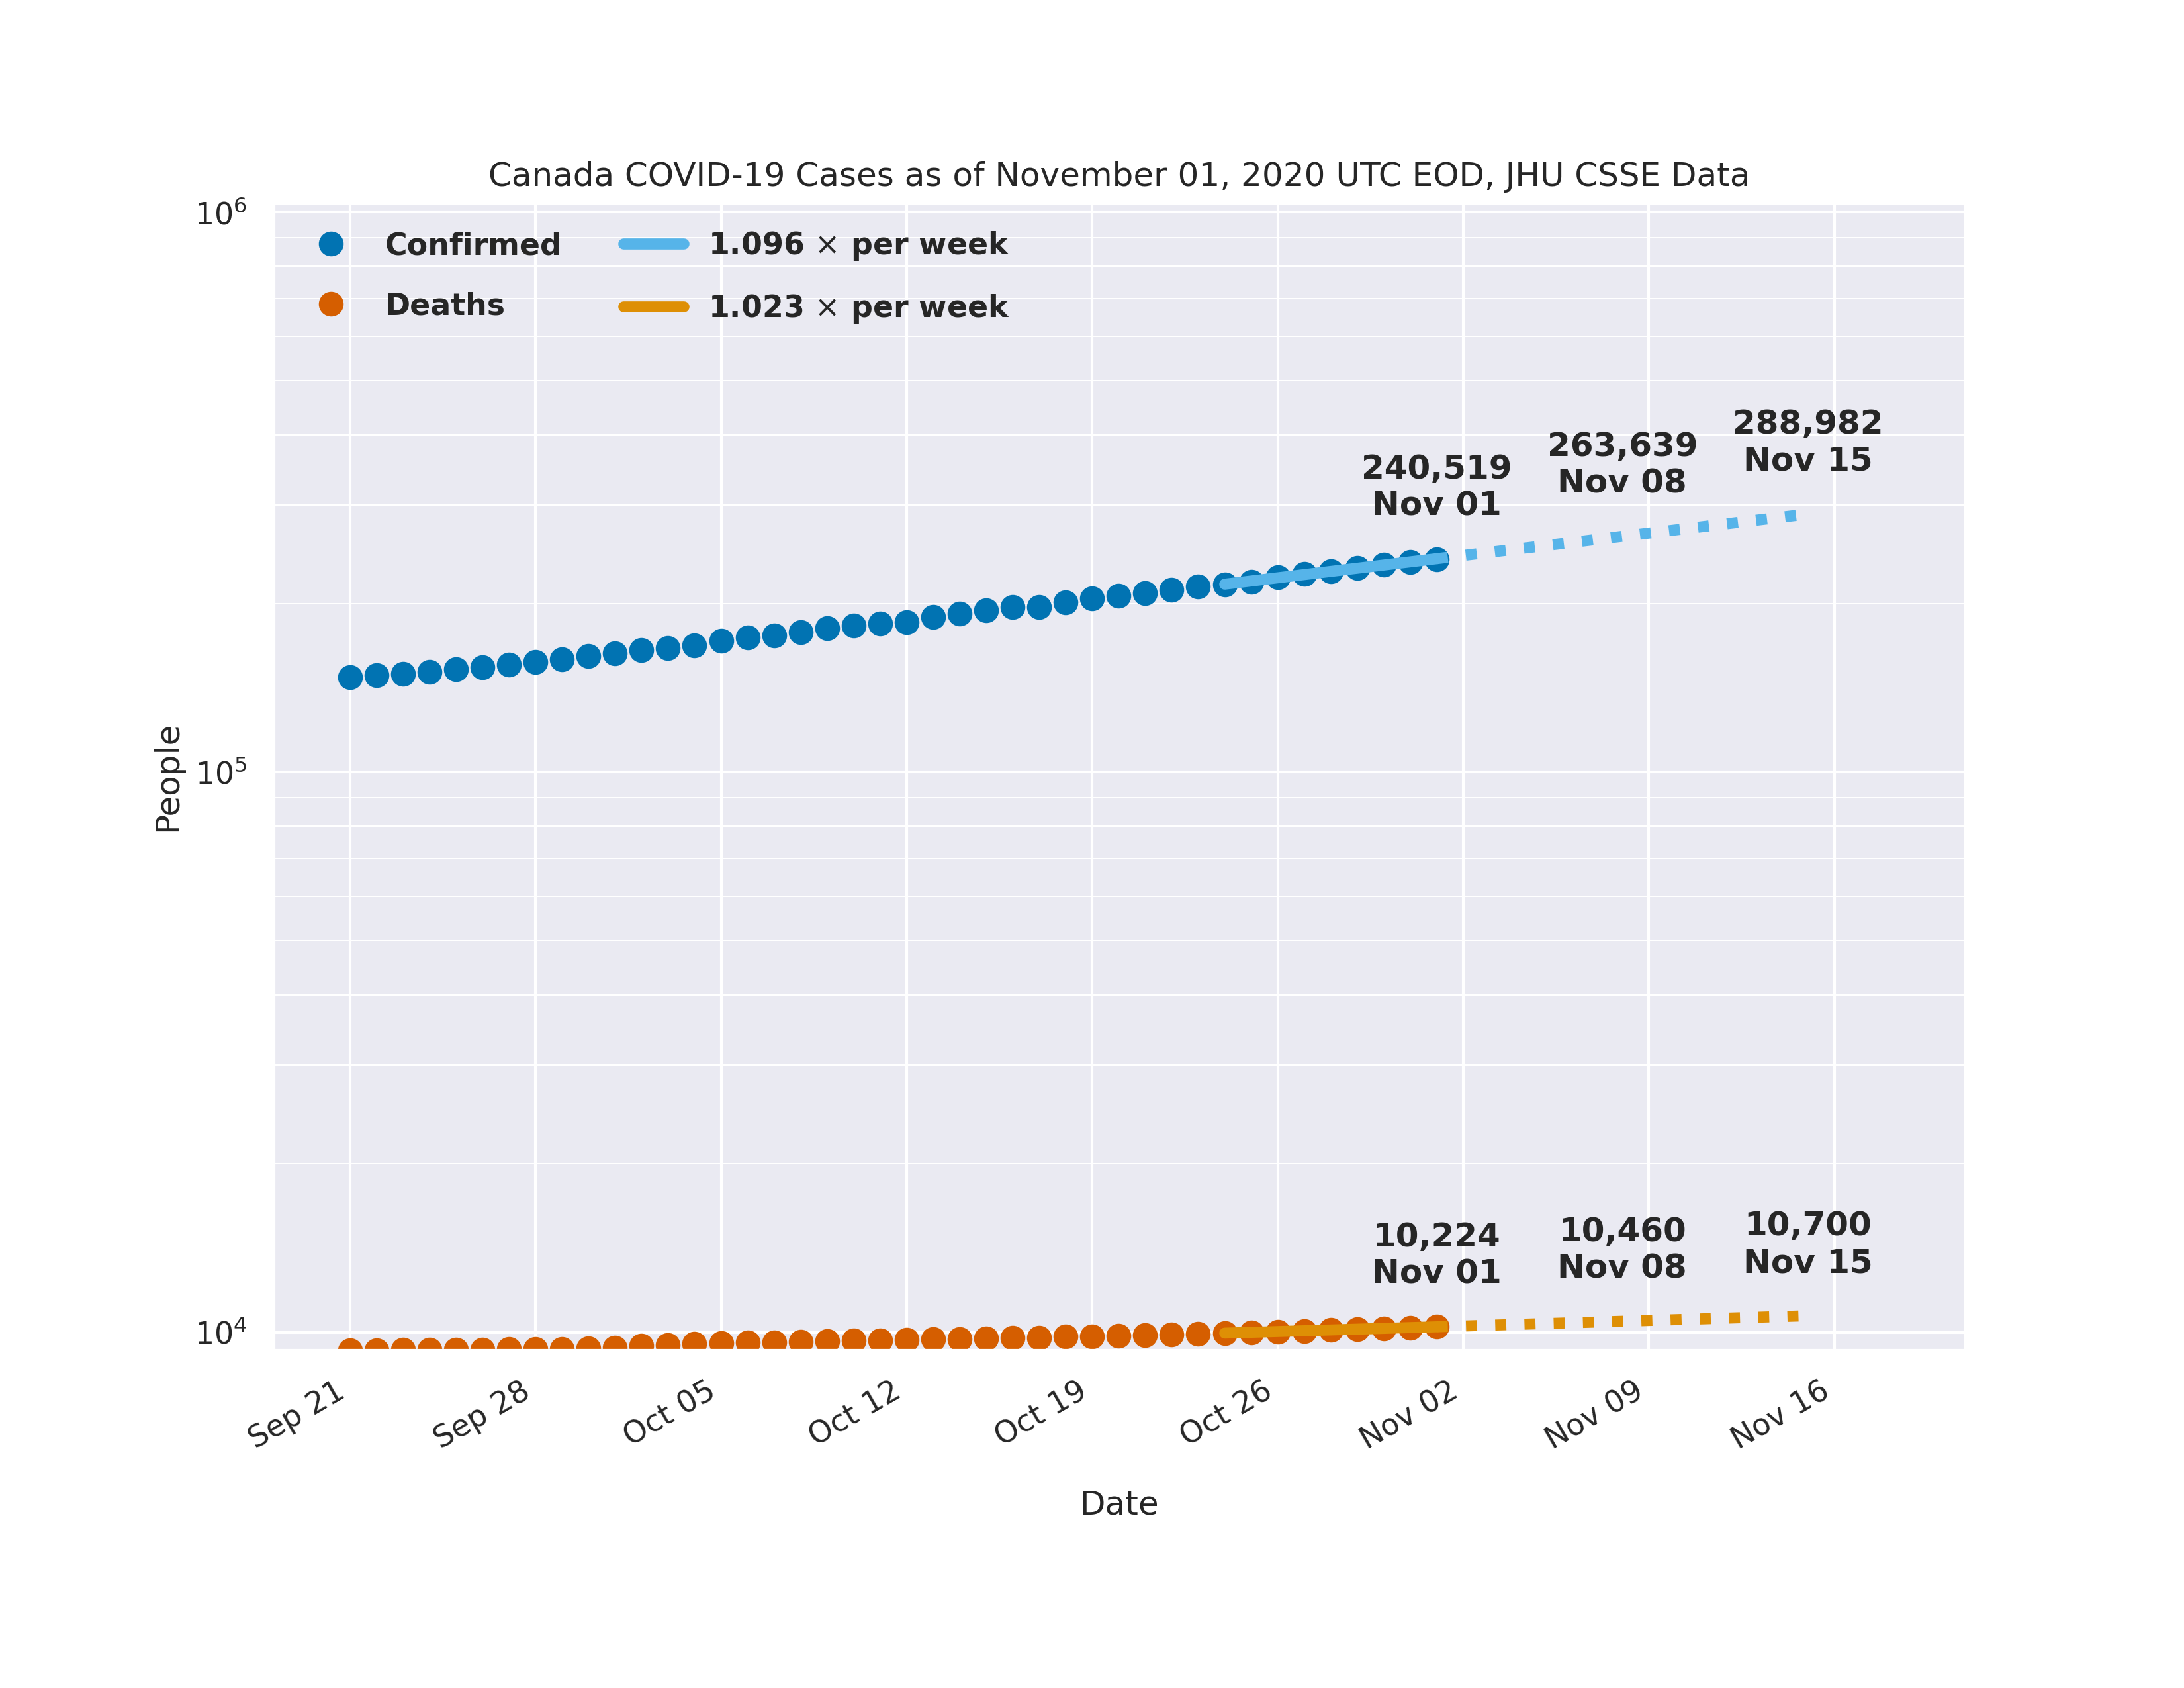 Canada COVID-19 Cases as of November 01, 2020 UTC EOD, JHU CSSE Data
10⁶
Confirmed
1.096 × per week
Deaths
1.023 × per week
240,519
Nov 01
263,639
Nov 08
288,982
Nov 15
People
10⁵
10,224
Nov 01
10,460
Nov 08
10,700
Nov 15
10⁴
Sep 21
Sep 28
Oct 05
Oct 12
Oct 19
Oct 26
Nov 02
Nov 09
Nov 16
Date